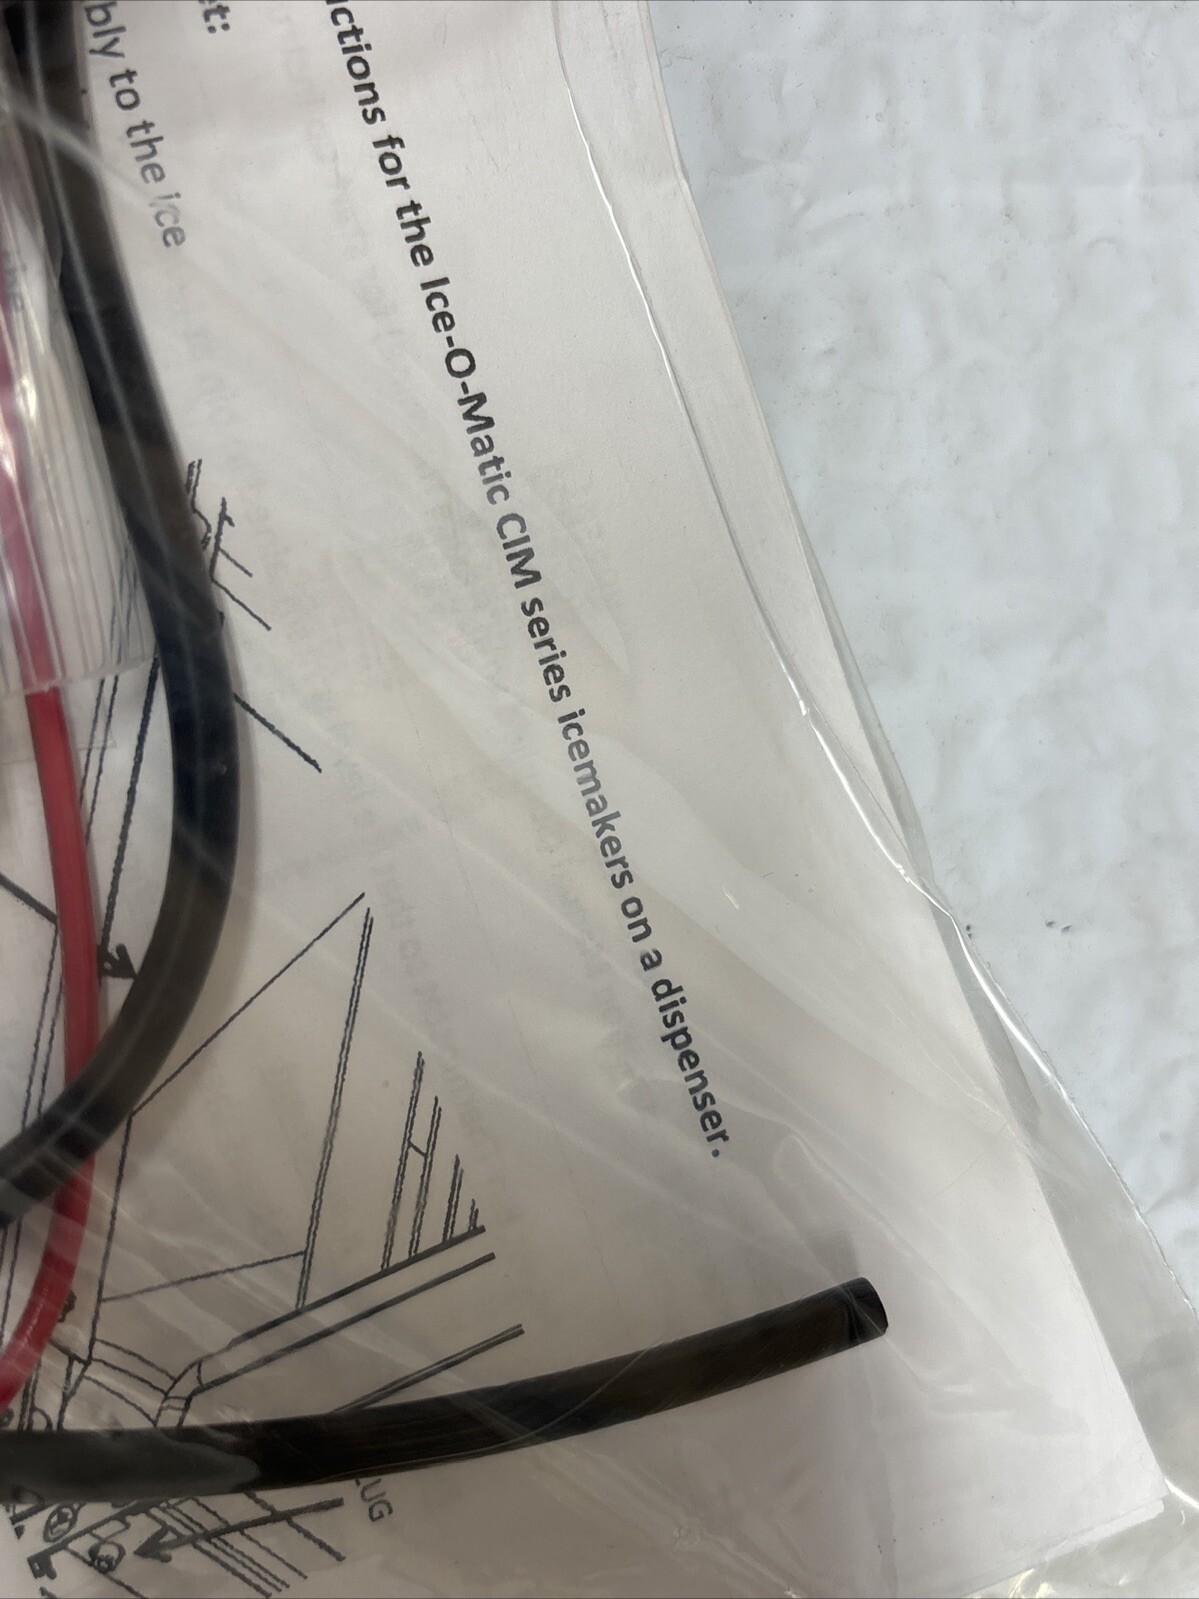 ctions for the Ice-O-Matic CIM series icemakers on a dispenser.
t:
bly to the ice
UG